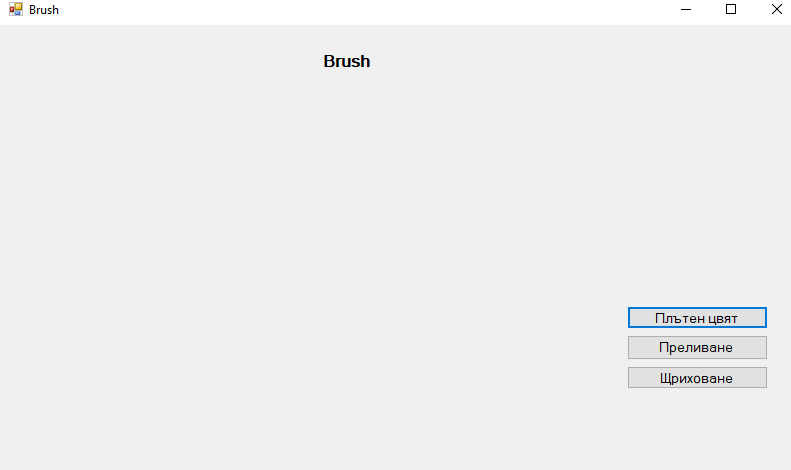 Brush
Brush
Плътен цвят
Преливане
Щриховане